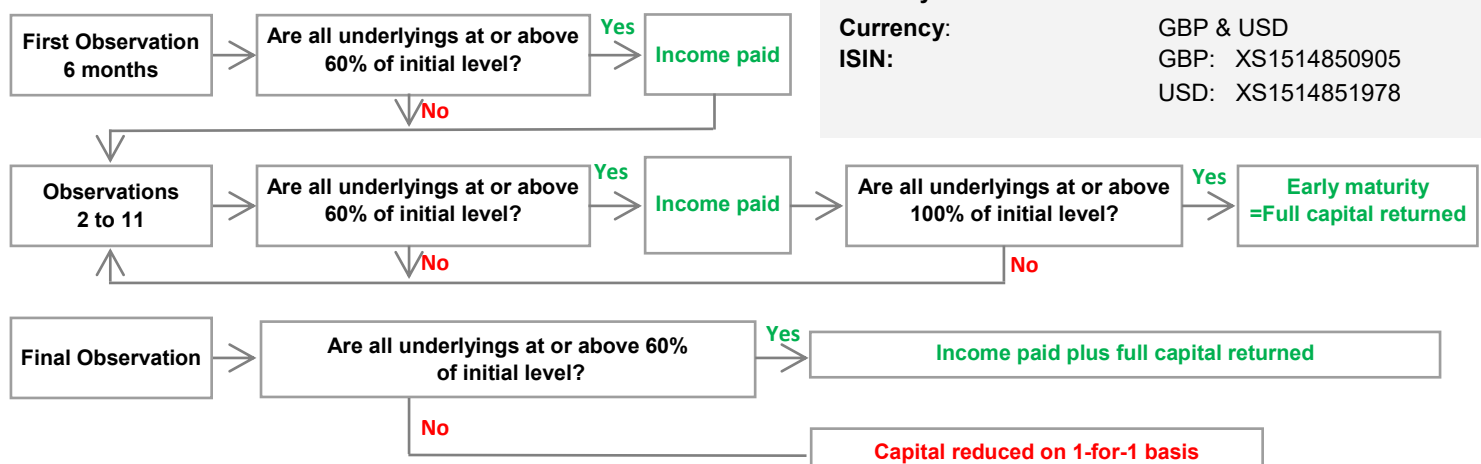 Currency: GBP & USD
ISIN: GBP: XS1514850905
USD: XS1514851978
First Observation
6 months
Are all underlyings at or above
60% of initial level?
Yes
Income paid
No
Observations
2 to 11
Are all underlyings at or above
60% of initial level?
Yes
Income paid
Are all underlyings at or above
100% of initial level?
Yes
Early maturity
=Full capital returned
No
No
Final Observation
Are all underlyings at or above 60%
of initial level?
Yes
Income paid plus full capital returned
No
Capital reduced on 1-for-1 basis